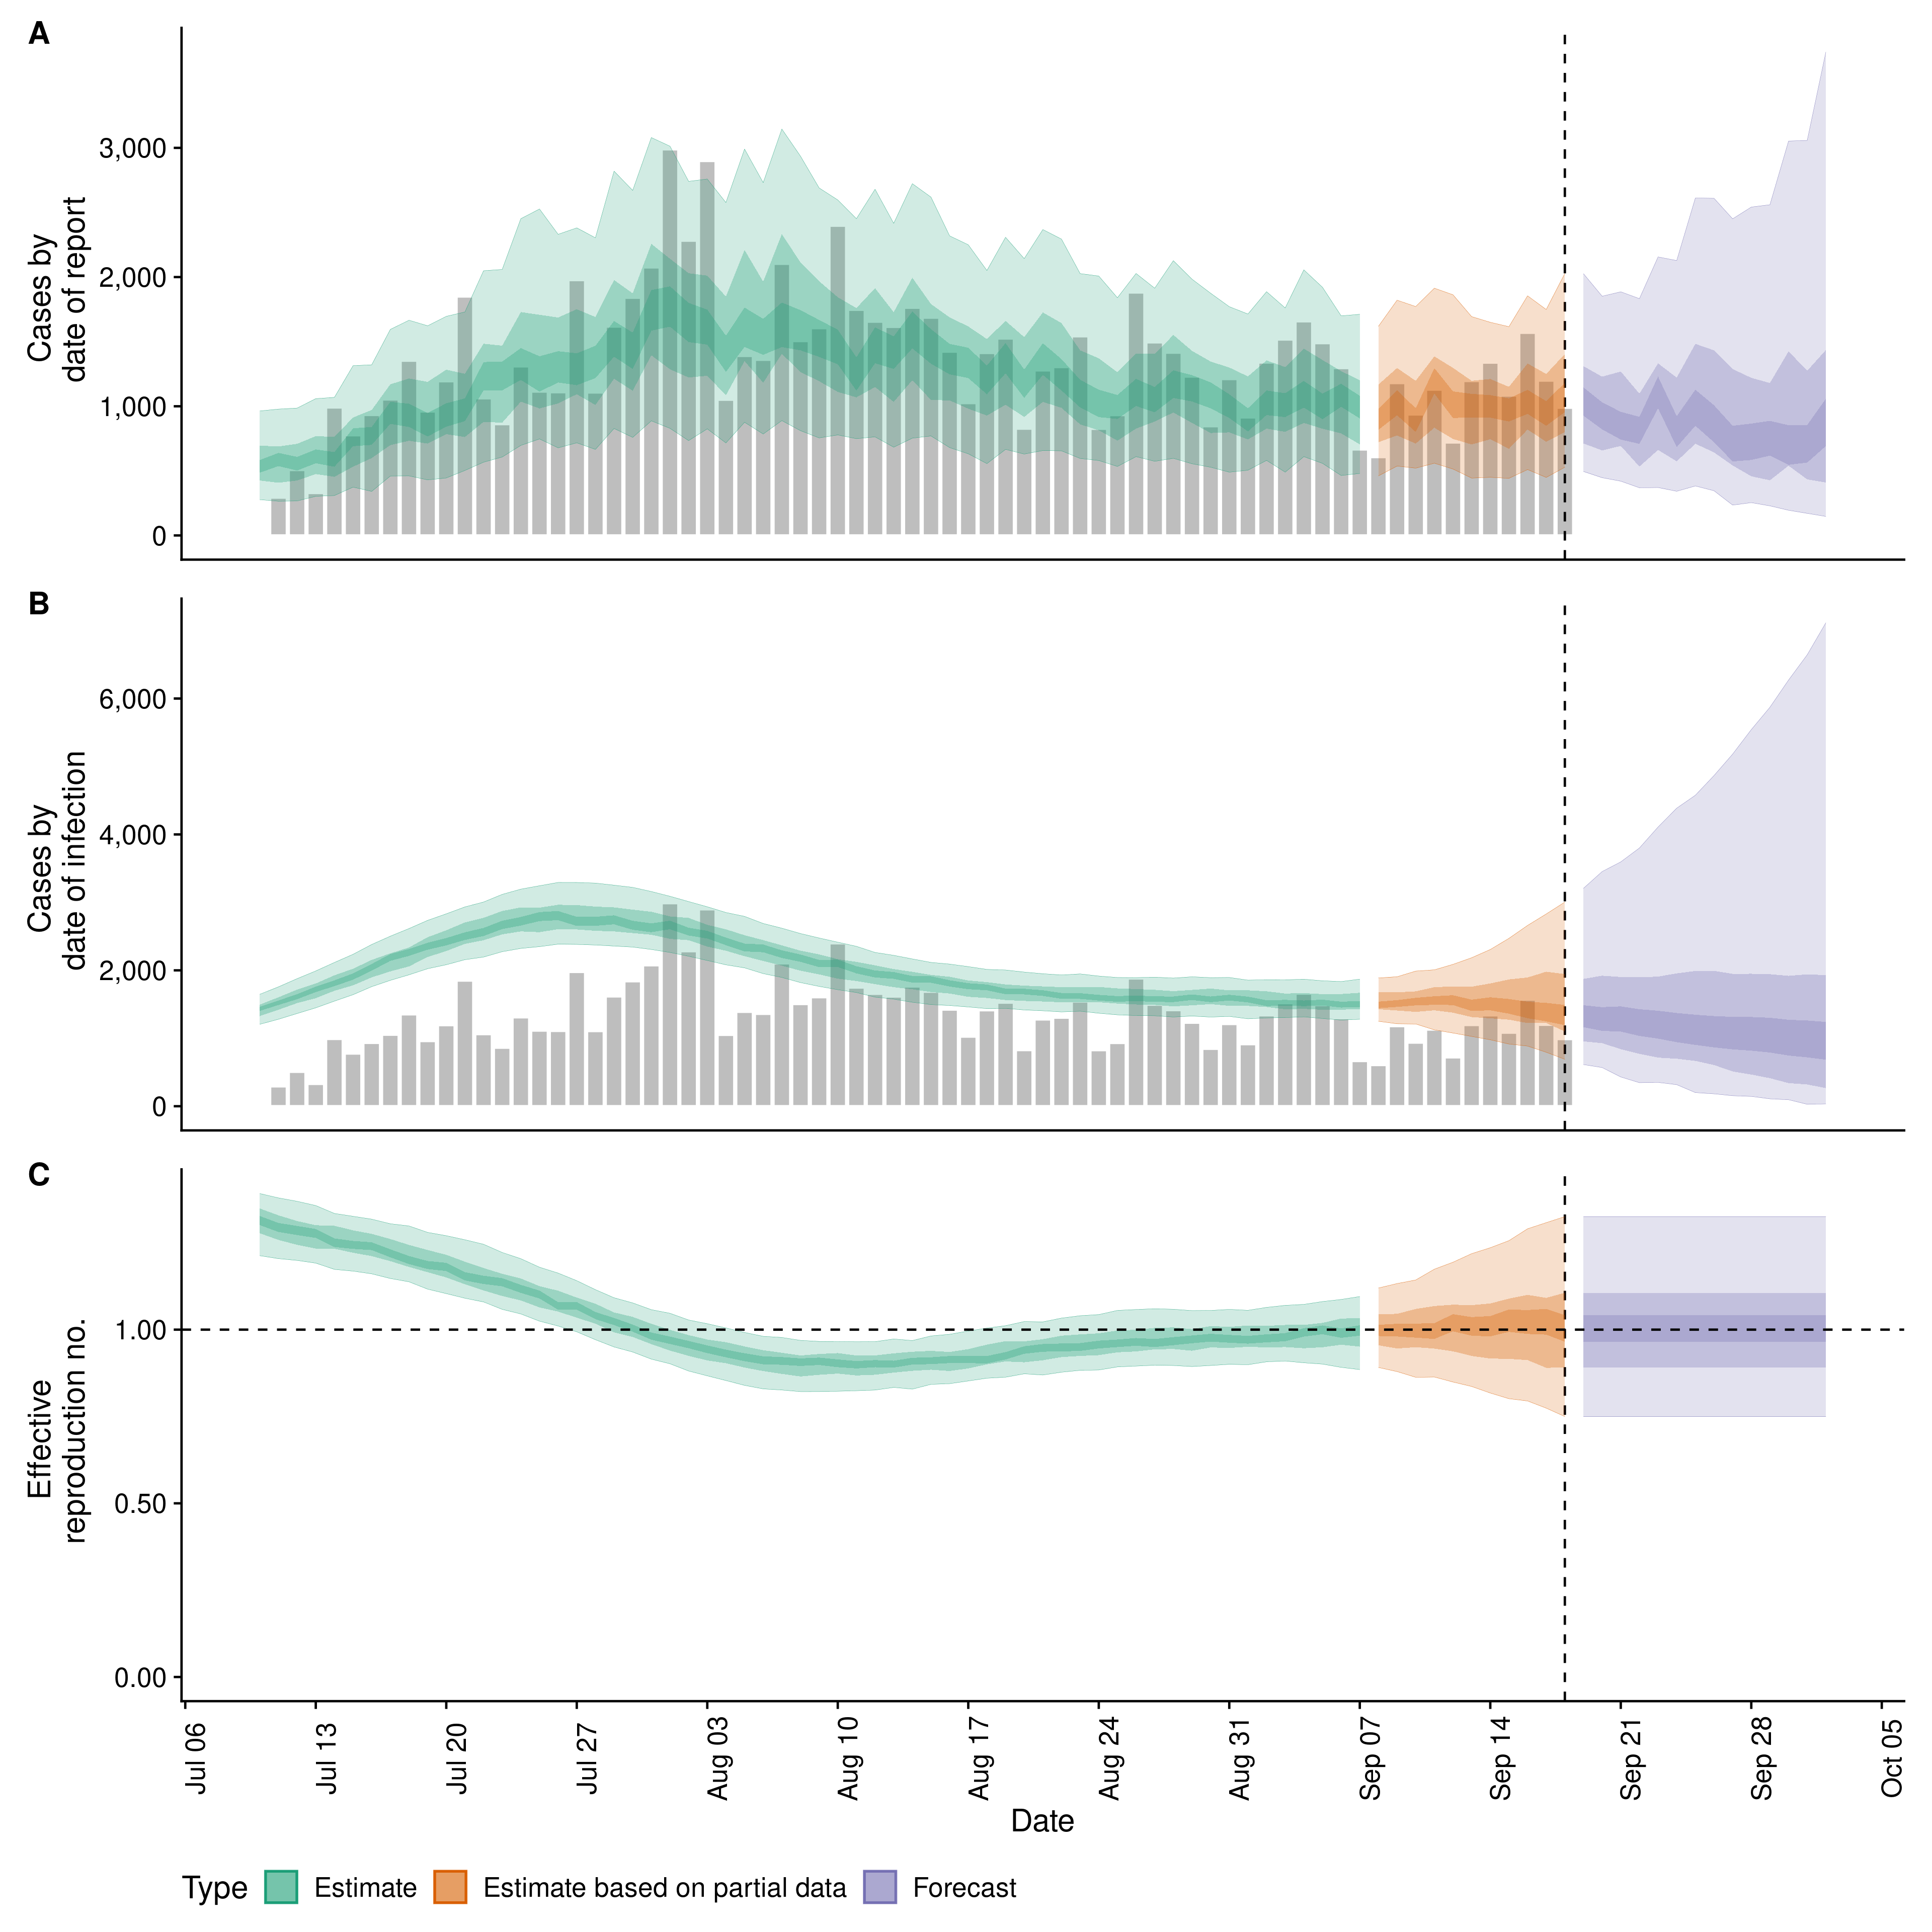 A
Cases by
date of report
3,000
2,000
1,000
0
B
Cases by
date of infection
6,000
4,000
2,000
0
C
Effective
reproduction no.
1.00
0.50
0.00
Jul 06
Jul 13
Jul 20
Jul 27
Aug 03
Aug 10
Aug 17
Aug 24
Aug 31
Sep 07
Sep 14
Sep 21
Sep 28
Oct 05
Date
Type Estimate Estimate based on partial data Forecast